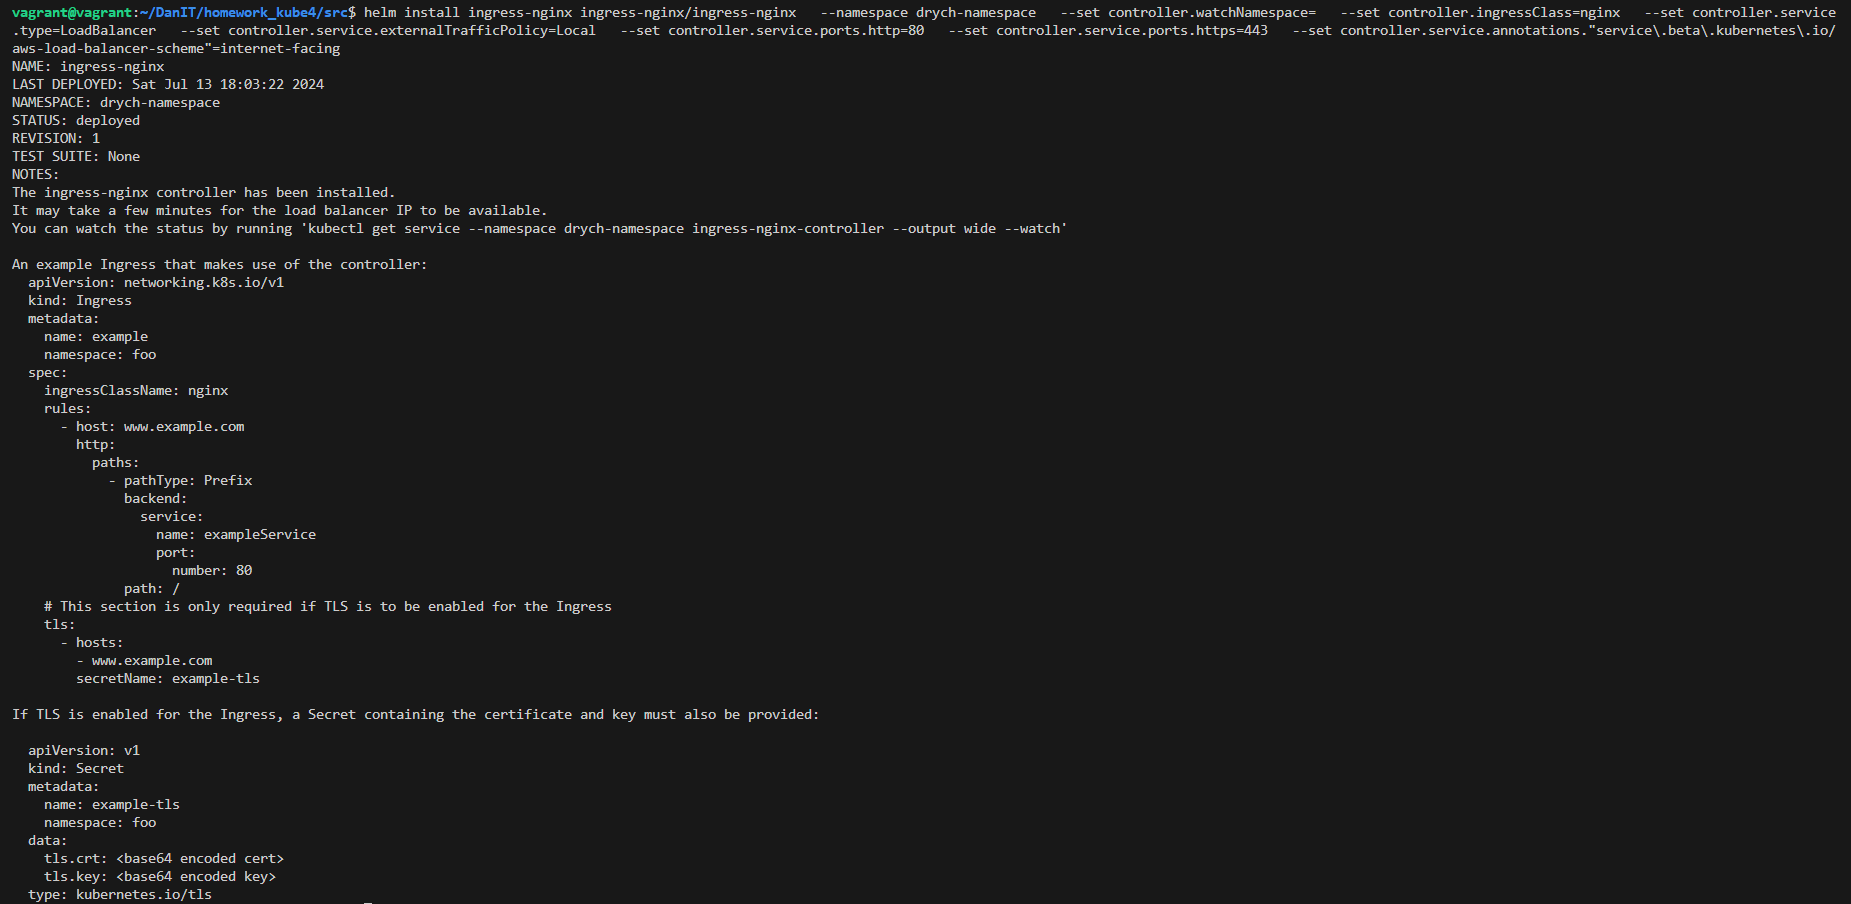 vagrant@vagrant:~/DanIT/homework_kube4/src$ helm install ingress-nginx ingress-nginx/ingress-nginx   --namespace drych-namespace   --set controller.watchNamespace=   --set controller.ingressClass=nginx   --set controller.service
.type=LoadBalancer   --set controller.service.externalTrafficPolicy=Local   --set controller.service.ports.http=80   --set controller.service.ports.https=443   --set controller.service.annotations."service\.beta\.kubernetes\.io/
aws-load-balancer-scheme"=internet-facing
NAME: ingress-nginx
LAST DEPLOYED: Sat Jul 13 18:03:22 2024
NAMESPACE: drych-namespace
STATUS: deployed
REVISION: 1
TEST SUITE: None
NOTES:
The ingress-nginx controller has been installed.
It may take a few minutes for the load balancer IP to be available.
You can watch the status by running 'kubectl get service --namespace drych-namespace ingress-nginx-controller --output wide --watch'

An example Ingress that makes use of the controller:
  apiVersion: networking.k8s.io/v1
  kind: Ingress
  metadata:
    name: example
    namespace: foo
  spec:
    ingressClassName: nginx
    rules:
      - host: www.example.com
        http:
          paths:
            - pathType: Prefix
              backend:
                service:
                  name: exampleService
                  port:
                    number: 80
              path: /
    # This section is only required if TLS is to be enabled for the Ingress
    tls:
      - hosts:
        - www.example.com
        secretName: example-tls

If TLS is enabled for the Ingress, a Secret containing the certificate and key must also be provided:

  apiVersion: v1
  kind: Secret
  metadata:
    name: example-tls
    namespace: foo
  data:
    tls.crt: <base64 encoded cert>
    tls.key: <base64 encoded key>
  type: kubernetes.io/tls